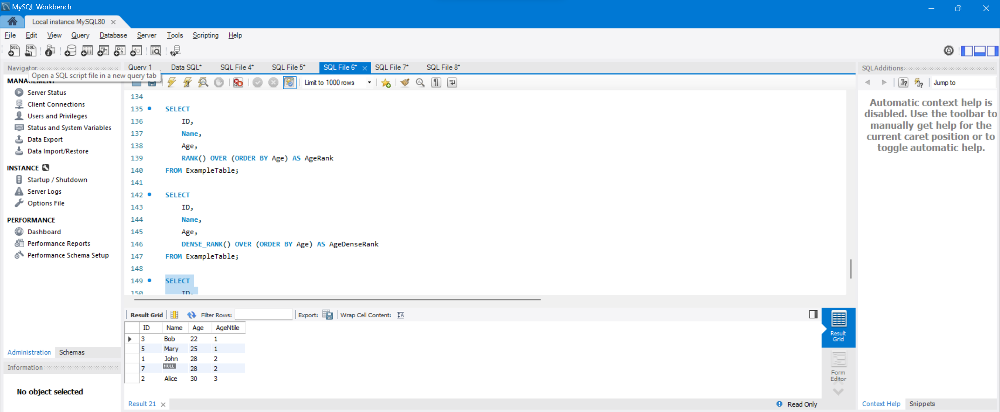 MySQL Workbench
Local instance MySQL80
File Edit View Query Database Server Tools Scripting Help
Navigator
Open a SQL script file in a new query tab
MANAGEMENT
Server Status
Client Connections
Users and Privileges
Status and System Variables
Data Export
Data Import/Restore
INSTANCE
Startup / Shutdown
Server Logs
Options File
PERFORMANCE
Dashboard
Performance Reports
Performance Schema Setup
Administration Schemas
Information
No object selected
Query 1 Data SQL* SQL File 4* SQL File 5* SQL File 6* SQL File 7* SQL File 8*
Limit to 1000 rows
134
135 SELECT
136 ID,
137 Name,
138 Age,
139 RANK() OVER (ORDER BY Age) AS AgeRank
140 FROM ExampleTable;
141
142 SELECT
143 ID,
144 Name,
145 Age,
146 DENSE_RANK() OVER (ORDER BY Age) AS AgeDenseRank
147 FROM ExampleTable;
148
149 SELECT
150 ID,
Result Grid Filter Rows: Export: Wrap Cell Content:
ID Name Age AgeNtile
3 Bob 22 1
5 Mary 25 1
1 John 28 2
7 NULL 28 2
2 Alice 30 3
Result 21
Read Only
Result
Grid
Form
Editor
SQLAdditions
Jump to
Automatic context help is
disabled. Use the toolbar to
manually get help for the
current caret position or to
toggle automatic help.
Context Help Snippets